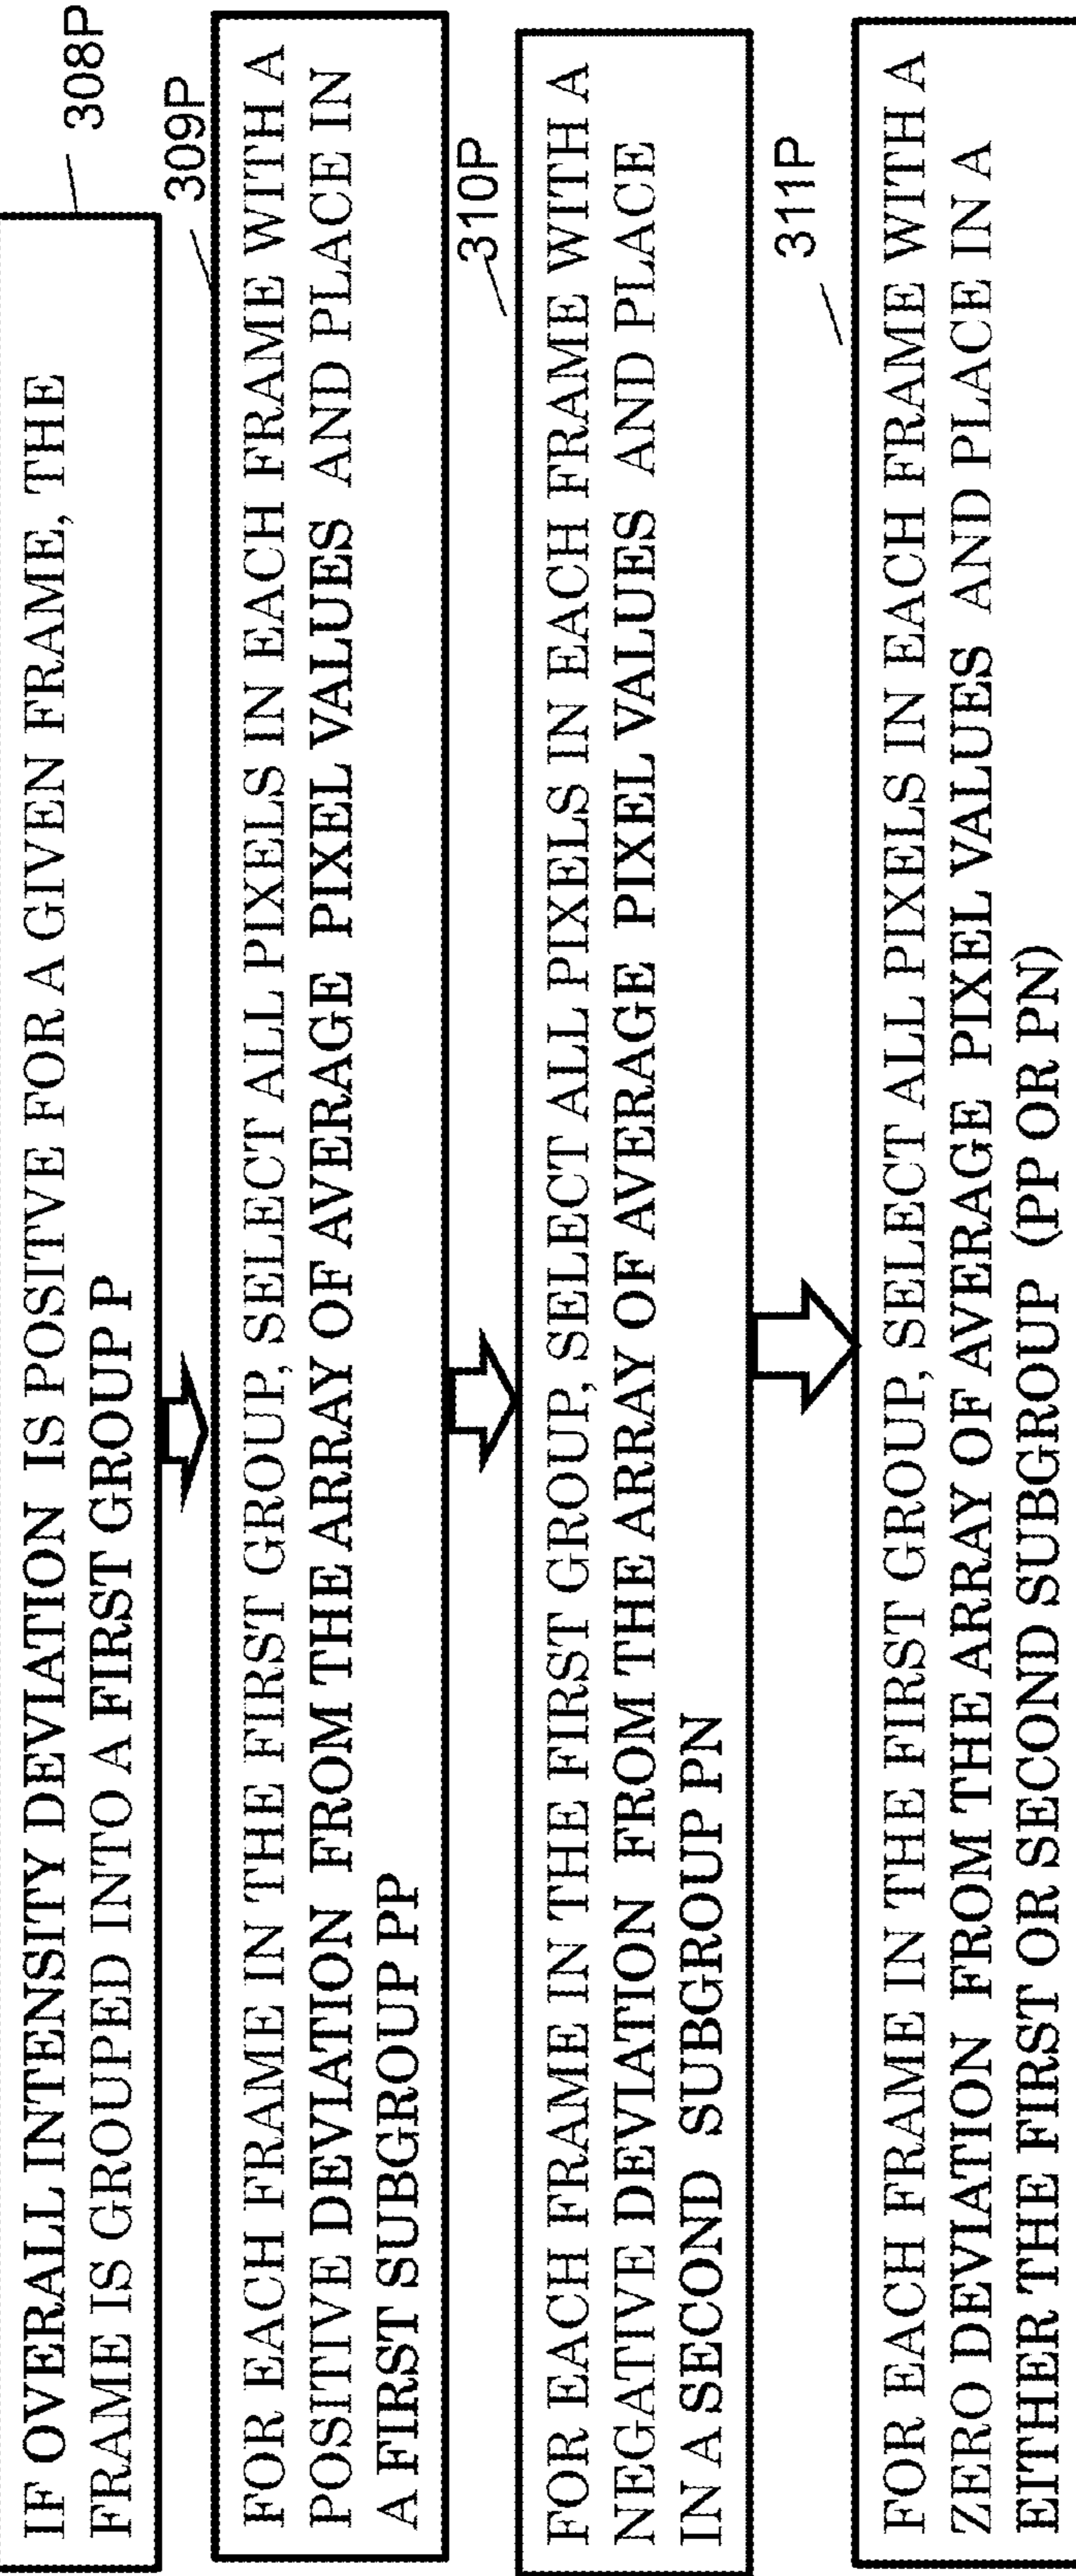 308P
IF OVERALL INTENSITY DEVIATION IS POSITVE FOR A GIVEN FRAME, THE
FRAME IS GROUPED INTO A FIRST GROUP P
309P
FOR EACH FRAME IN THE FIRST GROUP, SELECT ALL PIXELS IN EACH FRAME WITH A
POSITIVE DEVIATION FROM THE ARRAY OF AVERAGE PIXEL VALUES AND PLACE IN
A FIRST SUBGROUP PP
310P
FOR EACH FRAME IN THE FIRST GROUP, SELECT ALL PIXELS IN EACH FRAME WITH A
NEGATIVE DEVIATION FROM THE ARRAY OF AVERAGE PIXEL VALUES AND PLACE
IN A SECOND SUBGROUP PN
311P
FOR EACH FRAME IN THE FIRST GROUP, SELECT ALL PIXELS IN EACH FRAME WITH A
ZERO DEVIATION FROM THE ARRAY OF AVERAGE PIXEL VALUES AND PLACE IN A
EITHER THE FIRST OR SECOND SUBGROUP (PP OR PN)